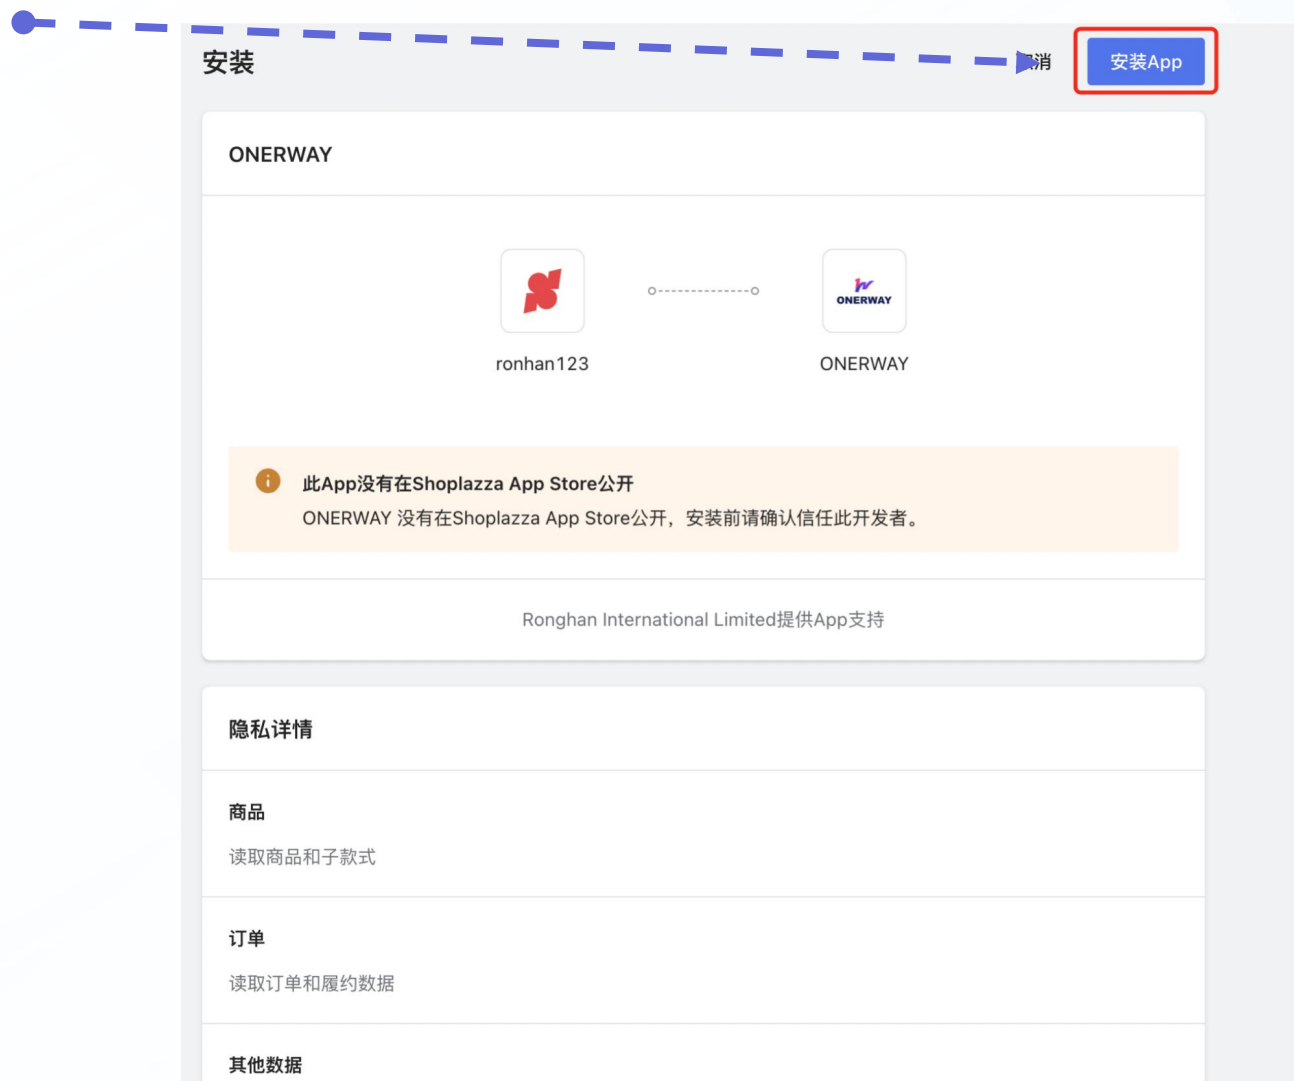 安装
消
安装App
ONERWAY
ONERWAY
ronhan123
ONERWAY
此App没有在Shoplazza App Store公开
ONERWAY 没有在Shoplazza App Store公开，安装前请确认信任此开发者。
Ronghan International Limited提供App支持
隐私详情
商品
读取商品和子款式
订单
读取订单和履约数据
其他数据